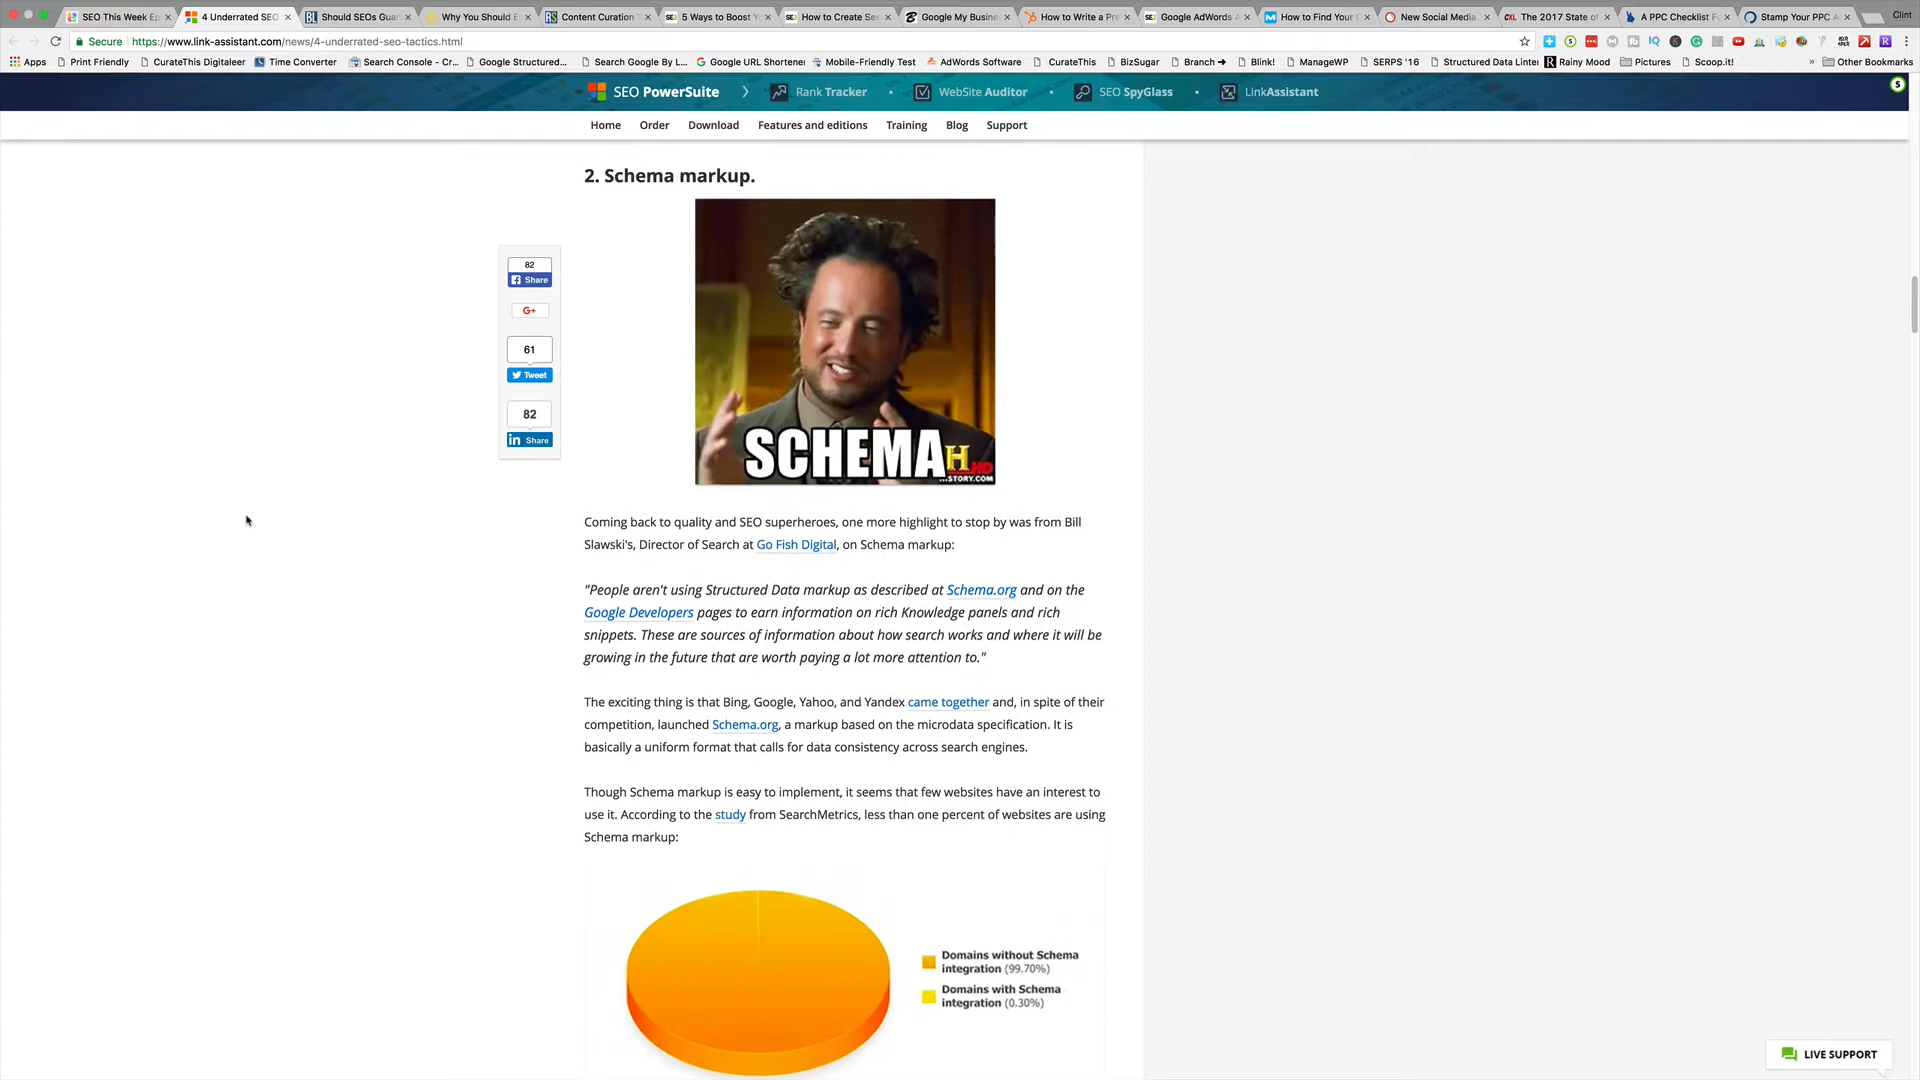 SEO This Week Ep
4 Underrated SEO
Should SEOs Guar
Why You Should E
Content Curation
5 Ways to Boost Y
How to Create Se
Google My Busin
How to Write a Pre
Google AdWords A
How to Find Your
New Social Media
The 2017 State of
A PPC Checklist F
Stamp Your PPC A
Clint
Secure
https://www.link-assistant.com/news/4-underrated-seo-tactics.html
Apps
Print Friendly
CurateThis Digitaleer
Time Converter
Search Console - Cr...
Google Structured...
Search Google By L...
Google URL Shortener
Mobile-Friendly Test
AdWords Software
CurateThis
BizSugar
Branch
Blink!
ManageWP
SERPS '16
Structured Data Linter
Rainy Mood
Pictures
Scoop.it!
» Other Bookmarks
SEO PowerSuite
Rank Tracker
WebSite Auditor
SEO SpyGlass
LinkAssistant
Home Order Download Features and editions Training Blog Support
2. Schema markup.
SCHEMA
H
HD
...STORY.COM
82
Share
G+
61
Tweet
82
in Share
Coming back to quality and SEO superheroes, one more highlight to stop by was from Bill
Slawski's, Director of Search at Go Fish Digital, on Schema markup:
"People aren't using Structured Data markup as described at Schema.org and on the
Google Developers pages to earn information on rich Knowledge panels and rich
snippets. These are sources of information about how search works and where it will be
growing in the future that are worth paying a lot more attention to."
The exciting thing is that Bing, Google, Yahoo, and Yandex came together and, in spite of their
competition, launched Schema.org, a markup based on the microdata specification. It is
basically a uniform format that calls for data consistency across search engines.
Though Schema markup is easy to implement, it seems that few websites have an interest to
use it. According to the study from SearchMetrics, less than one percent of websites are using
Schema markup:
Domains without Schema
integration (99.70%)
Domains with Schema
integration (0.30%)
LIVE SUPPORT